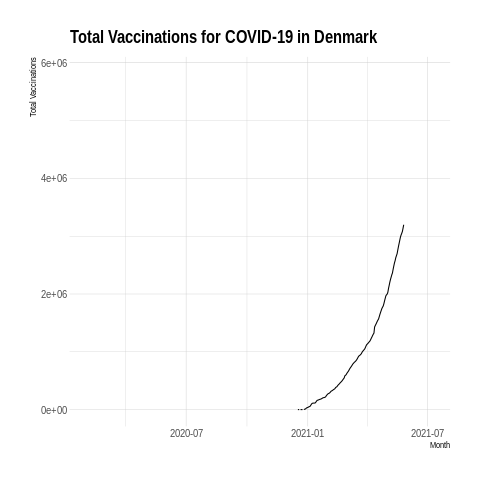 Total Vaccinations for COVID-19 in Denmark
Total Vaccinations
6e+06
4e+06
2e+06
0e+00
2020-07
2021-01
2021-07
Month